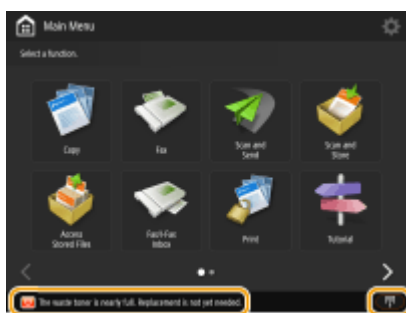 Main Menu
Select a function.
Copy
Fax
Scan and
Send
Scan and
Store
Access
Stored Files
Fax/I-Fax
Inbox
Print
Tutorial
The waste toner is nearly full. Replacement is not yet needed.